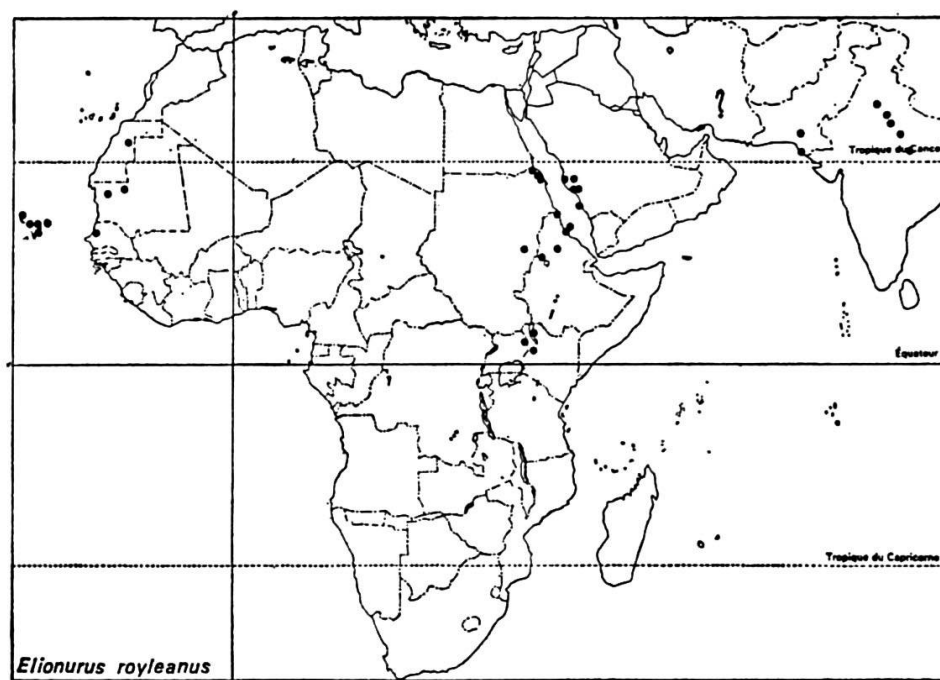 ?
Tropique du Cancer
Équateur
Tropique du Capricorne
Elionurus royleanus